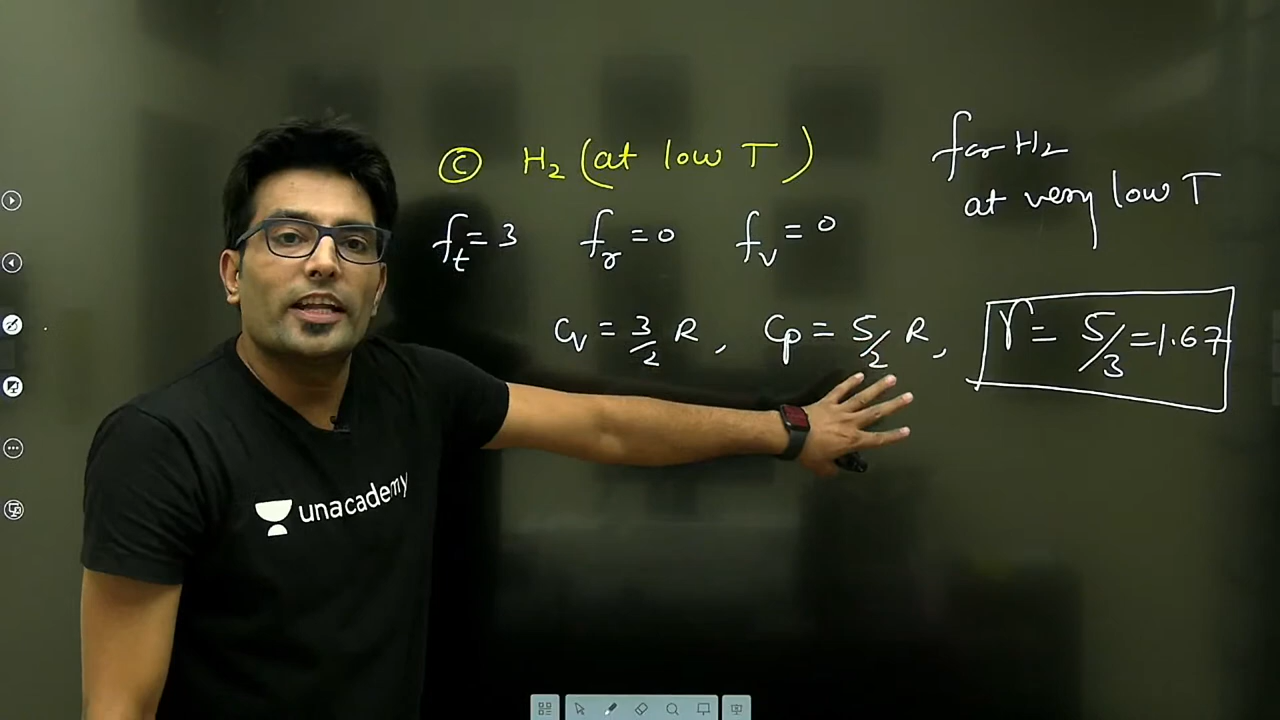 © H₂ (at low T)
for H₂
at very low T
fₜ = 3 fᵣ = 0 fᵥ = 0
Cᵥ = 3/2 R, Cp = 5/2 R, γ = 5/3 = 1.67
unacademy